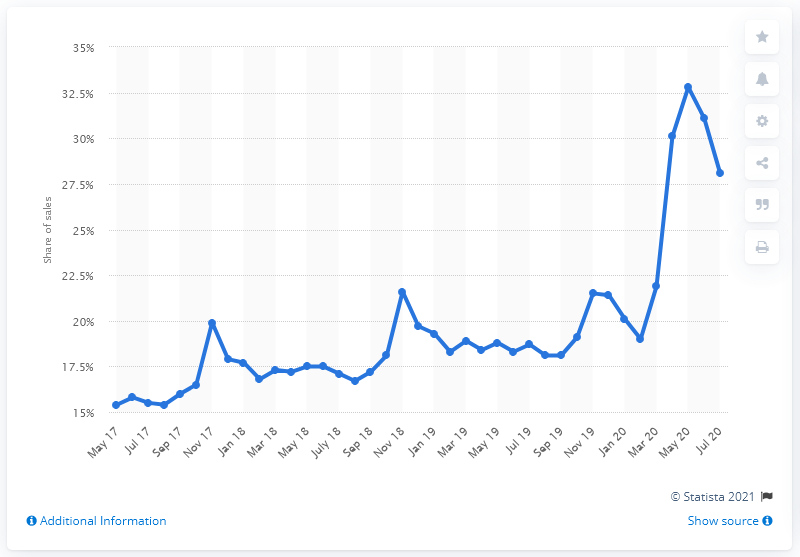 35%
32.5%
30%
27.5%
25%
22.5%
20%
17.5%
15%
Share of sales
May 17
Jul 17
Sep 17
Nov 17
Jan 18
Mar 18
May 18
July 18
Sep 18
Nov 18
Jan 19
Mar 19
May 19
Jul 19
Sep 19
Nov 19
Jan 20
Mar 20
May 20
Jul 20
© Statista 2021
Additional Information
Show source